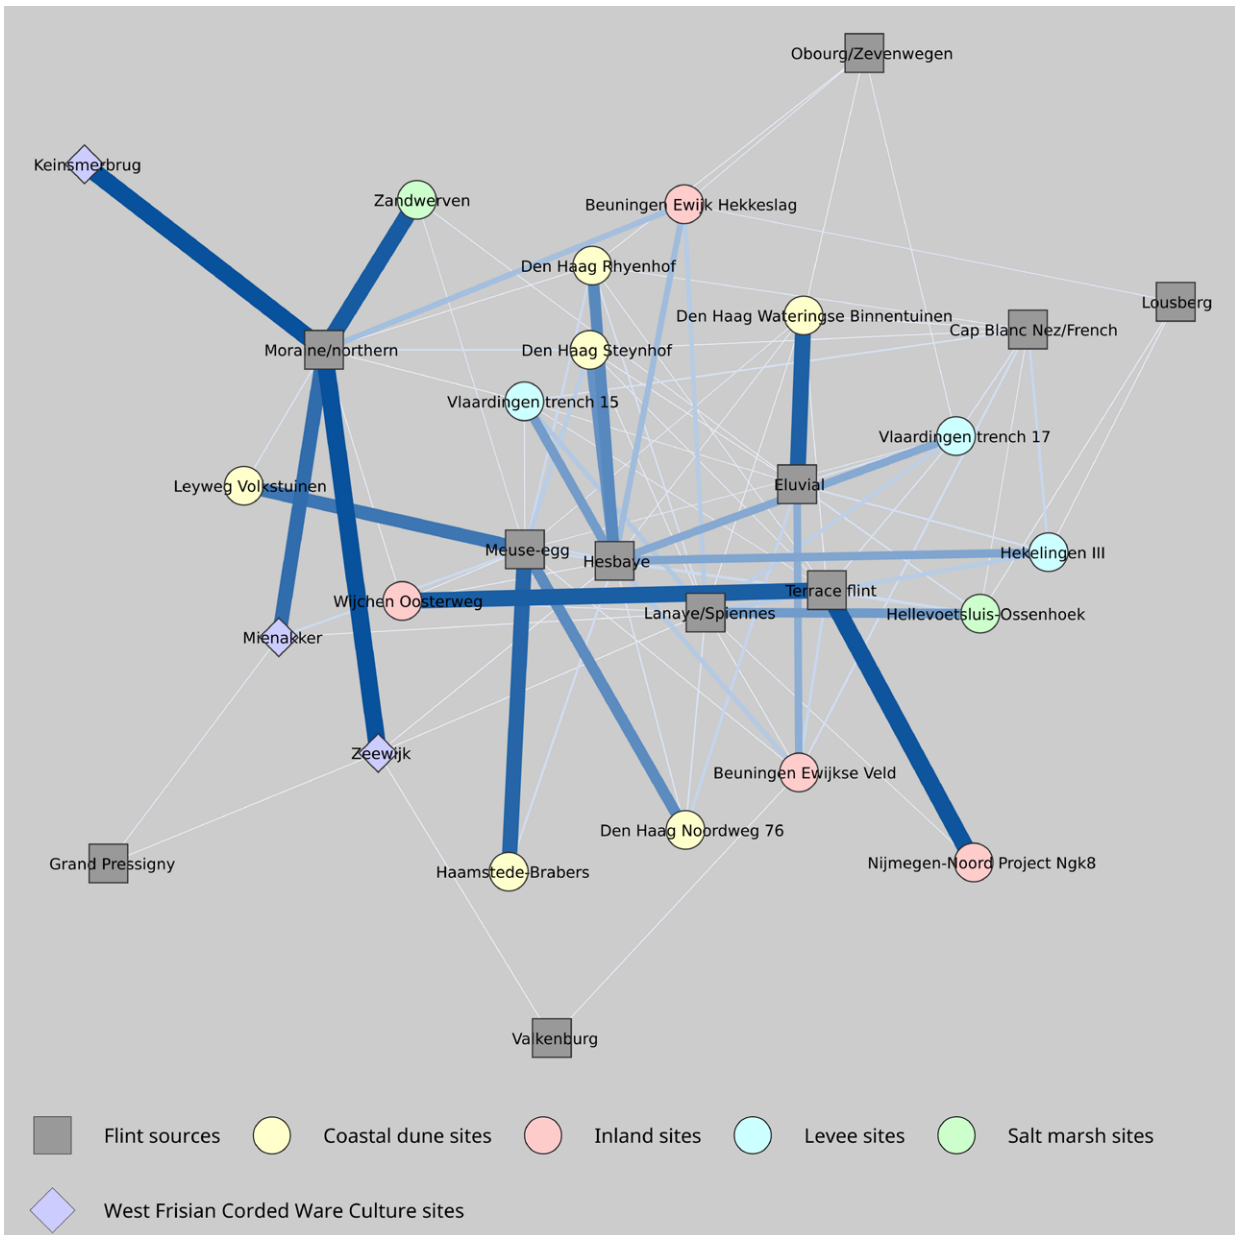 Obourg/Zevenwegen
Keinsmerbrug
Zandwerven
Beuningen Ewijk Hekkeslag
Den Haag Rhyenhof
Lousberg
Den Haag Wateringse Binnentuinen
Cap Blanc Nez/French
Moraine/northern
Den Haag Steynhof
Vlaardingen trench 15
Vlaardingen trench 17
Leyweg Volkstuinen
Eluvial
Meuse-egg
Hesbaye
Hekelingen III
Terrace flint
Wijchen Oosterweg
Lanaye/Spiennes
Hellevoetsluis-Ossenhoek
Mienakker
Zeewijk
Beuningen Ewijkse Veld
Den Haag Noordweg 76
Grand Pressigny
Nijmegen-Noord Project Ngk8
Haamstede-Brabers
Valkenburg
Flint sources
Coastal dune sites
Inland sites
Levee sites
Salt marsh sites
West Frisian Corded Ware Culture sites